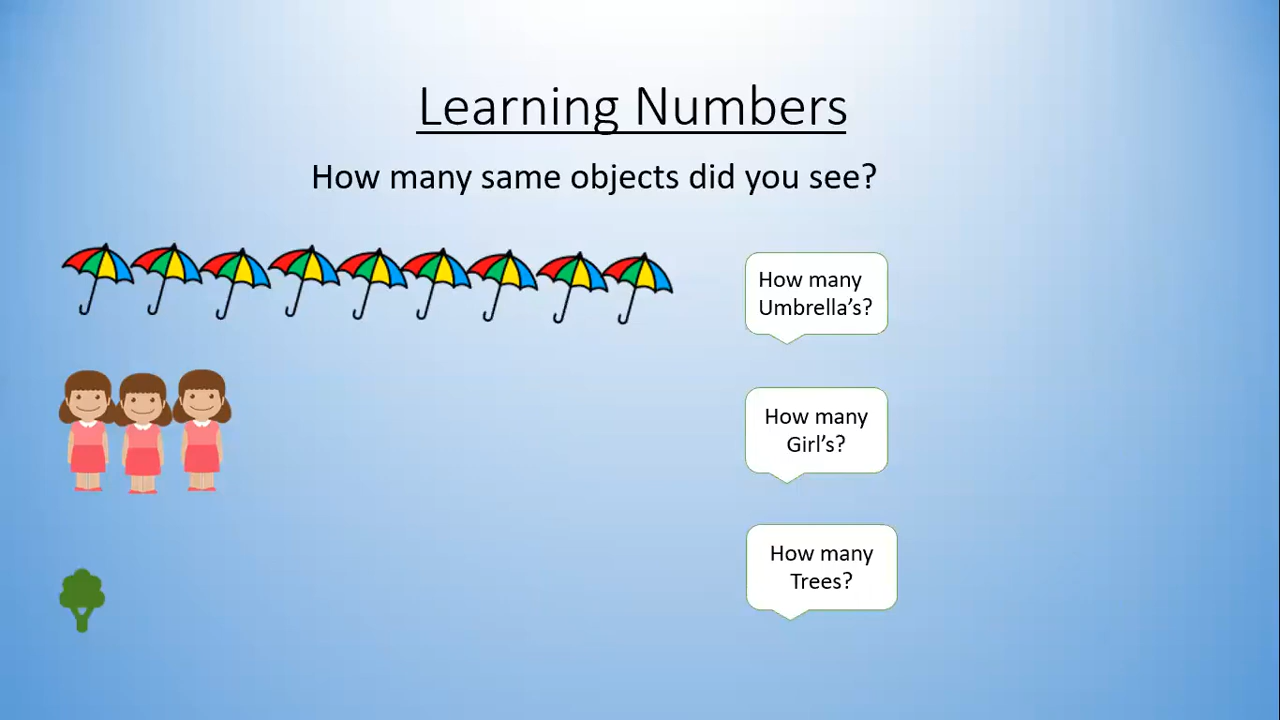 Learning Numbers
How many same objects did you see?
How many
Umbrella's?
How many
Girl's?
How many
Trees?